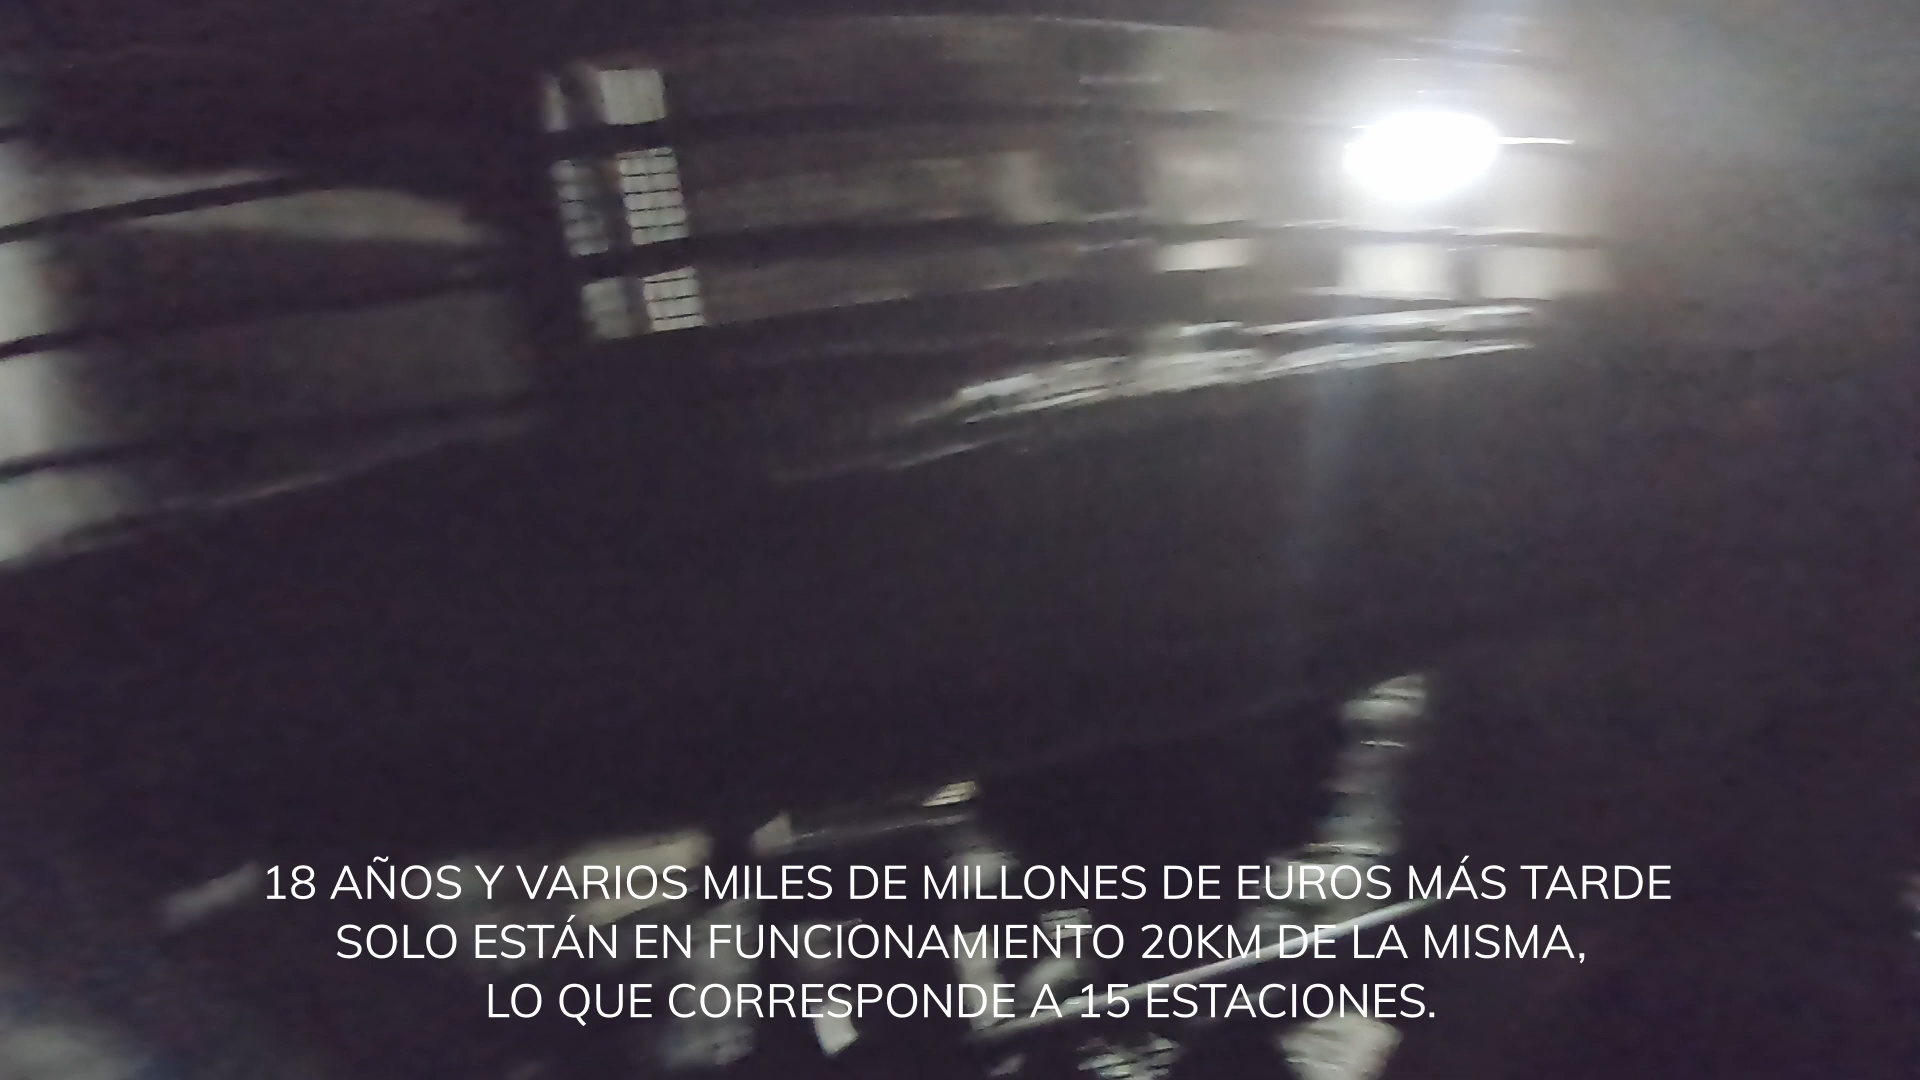 18 AÑOS Y VARIOS MILES DE MILLONES DE EUROS MÁS TARDE
SOLO ESTÁN EN FUNCIONAMIENTO 20KM DE LA MISMA,
LO QUE CORRESPONDE A 15 ESTACIONES.